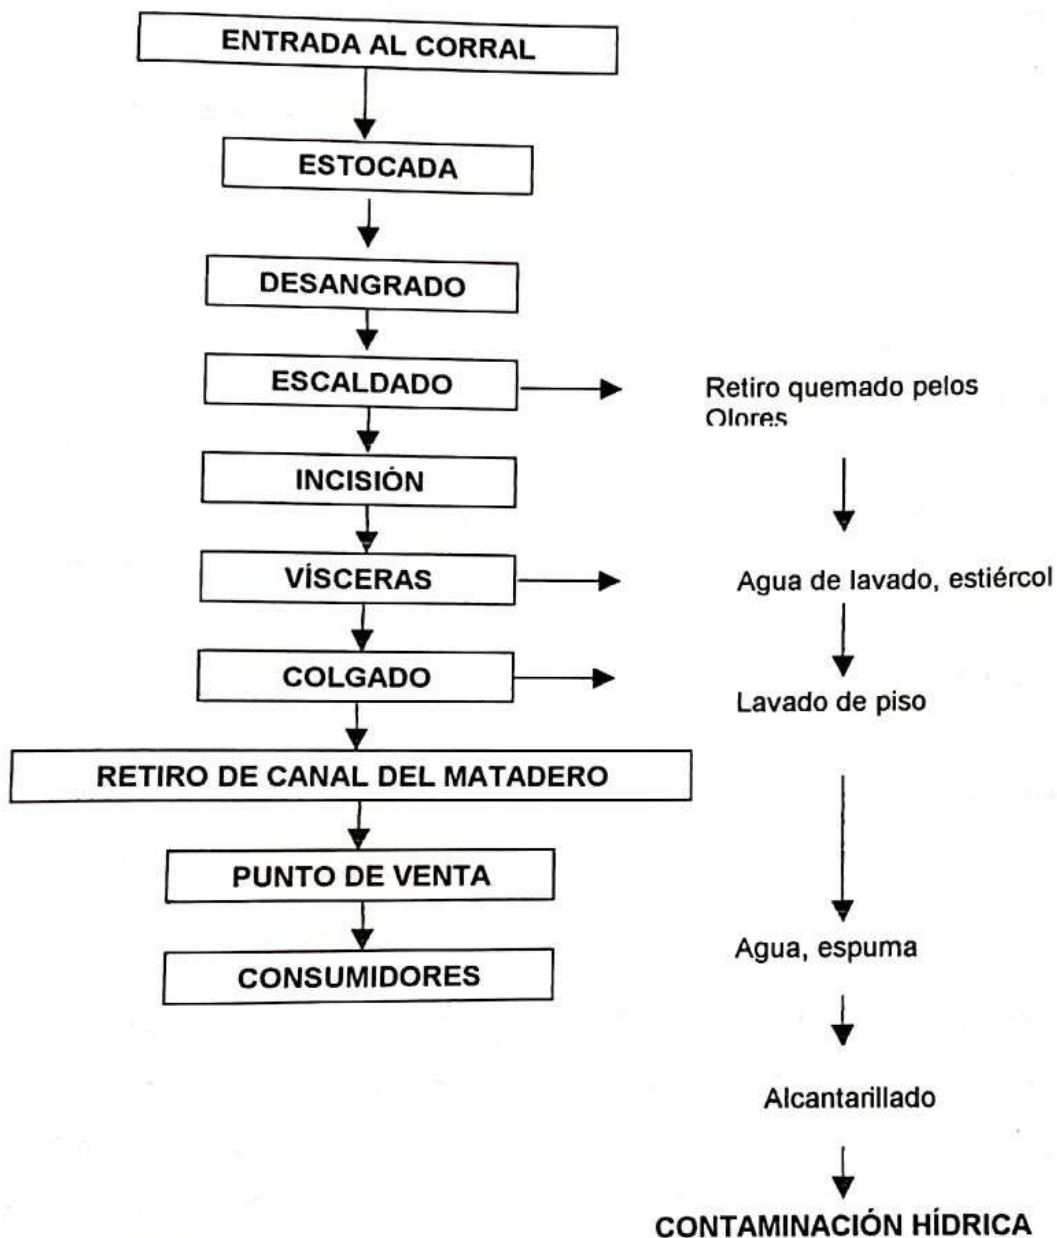 ENTRADA AL CORRAL
ESTOCADA
DESANGRADO
ESCALDADO
Retiro quemado pelos
Olores
INCISIÓN
VÍSCERAS
Agua de lavado, estiércol
COLGADO
Lavado de piso
RETIRO DE CANAL DEL MATADERO
PUNTO DE VENTA
Agua, espuma
CONSUMIDORES
Alcantarillado
CONTAMINACIÓN HÍDRICA